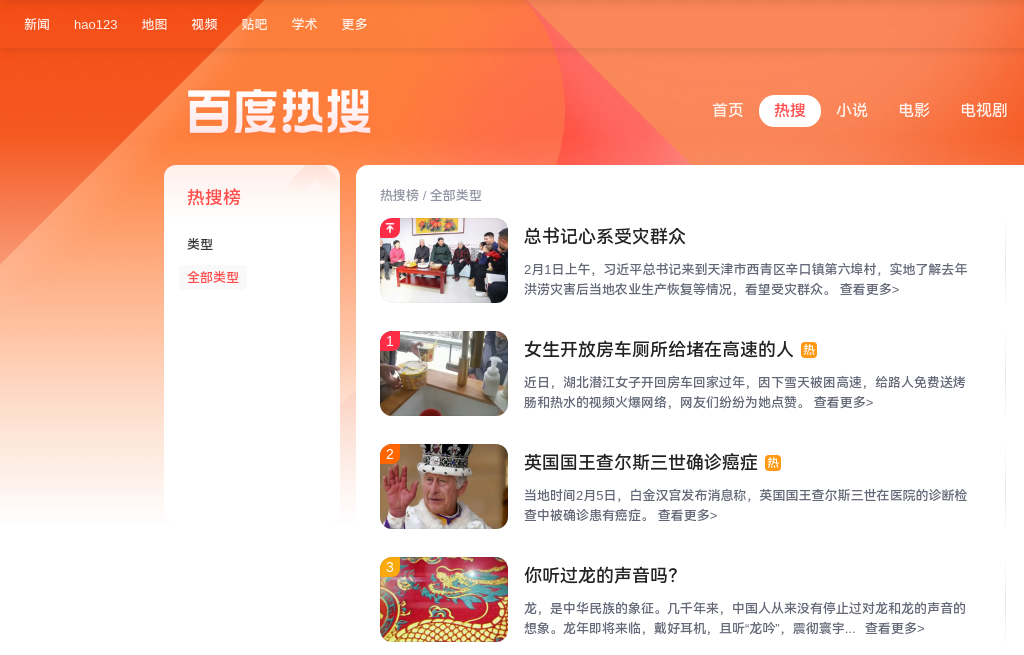 新闻 hao123 地图 视频 贴吧 学术 更多
百度热搜
首页 热搜 小说 电影 电视剧
热搜榜
类型
全部类型
热搜榜 / 全部类型
总书记心系受灾群众
2月1日上午，习近平总书记来到天津市西青区辛口镇第六埠村，实地了解去年
洪涝灾害后当地农业生产恢复等情况，看望受灾群众。 查看更多>
1
女生开放房车厕所给堵在高速的人 热
近日，湖北潜江女子开回房车回家过年，因下雪天被困高速，给路人免费送烤
肠和热水的视频火爆网络，网友们纷纷为她点赞。 查看更多>
2
英国国王查尔斯三世确诊癌症 热
当地时间2月5日，白金汉宫发布消息称，英国国王查尔斯三世在医院的诊断检
查中被确诊患有癌症。 查看更多>
3
你听过龙的声音吗？
龙，是中华民族的象征。几千年来，中国人从来没有停止过对龙和龙的声音的
想象。龙年即将来临，戴好耳机，且听“龙吟”，震彻寰宇... 查看更多>